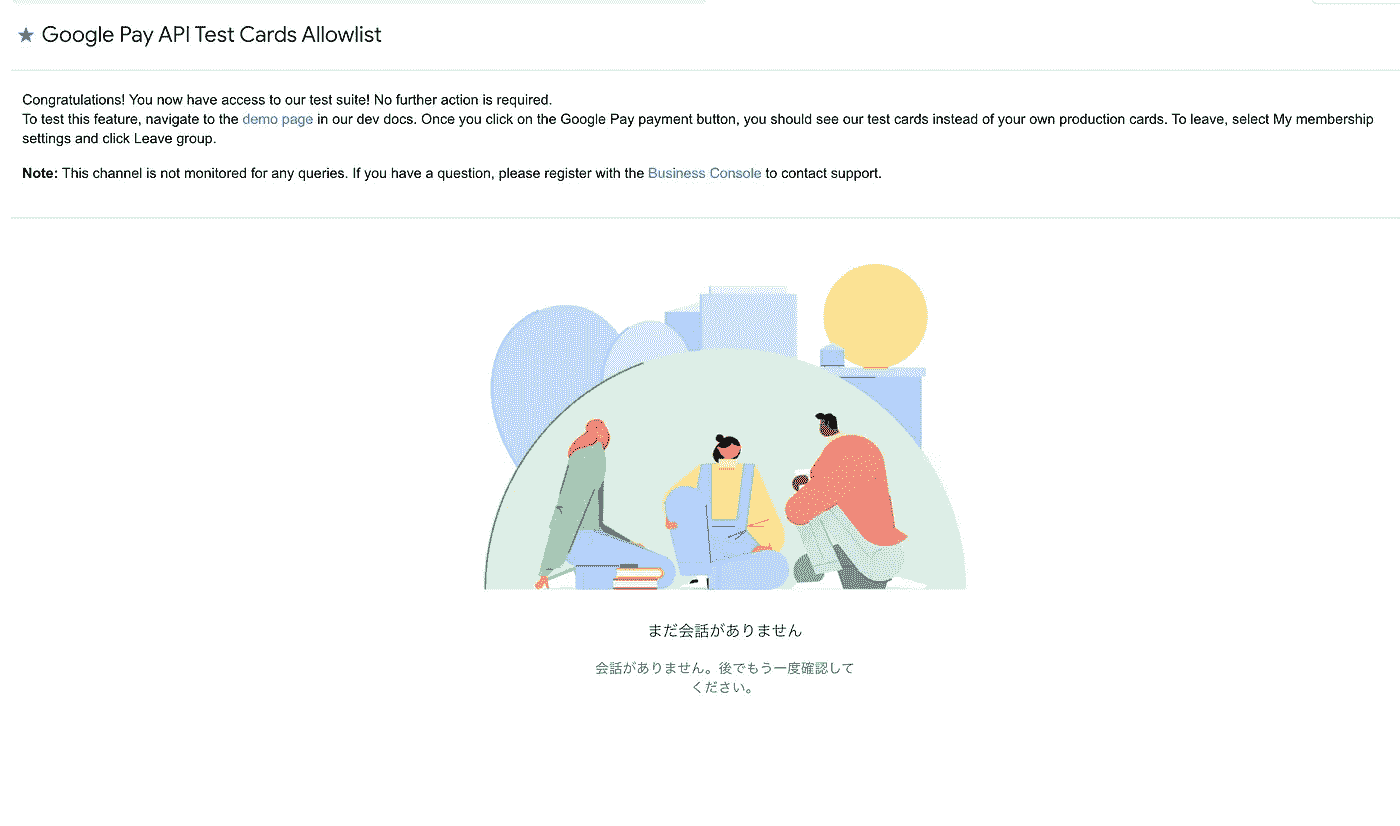 Google Pay API Test Cards Allowlist
Congratulations! You now have access to our test suite! No further action is required.
To test this feature, navigate to the demo page in our dev docs. Once you click on the Google Pay payment button, you should see our test cards instead of your own production cards. To leave, select My membership
settings and click Leave group.
Note: This channel is not monitored for any queries. If you have a question, please register with the Business Console to contact support.
まだ会話がありません
会話がありません。後でもう一度確認して
ください。